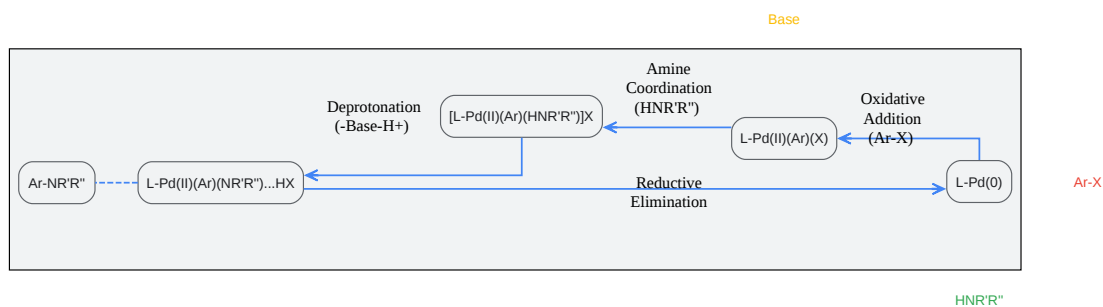 Base
Amine
Coordination
(HNR'R")
Oxidative
Addition
(Ar-X)
Deprotonation
(-Base-H+)
[L-Pd(II)(Ar)(HNR'R")]X
L-Pd(II)(Ar)(X)
Ar-NR'R"
L-Pd(II)(Ar)(NR'R")...HX
Reductive
Elimination
L-Pd(0)
Ar-X
HNR'R"